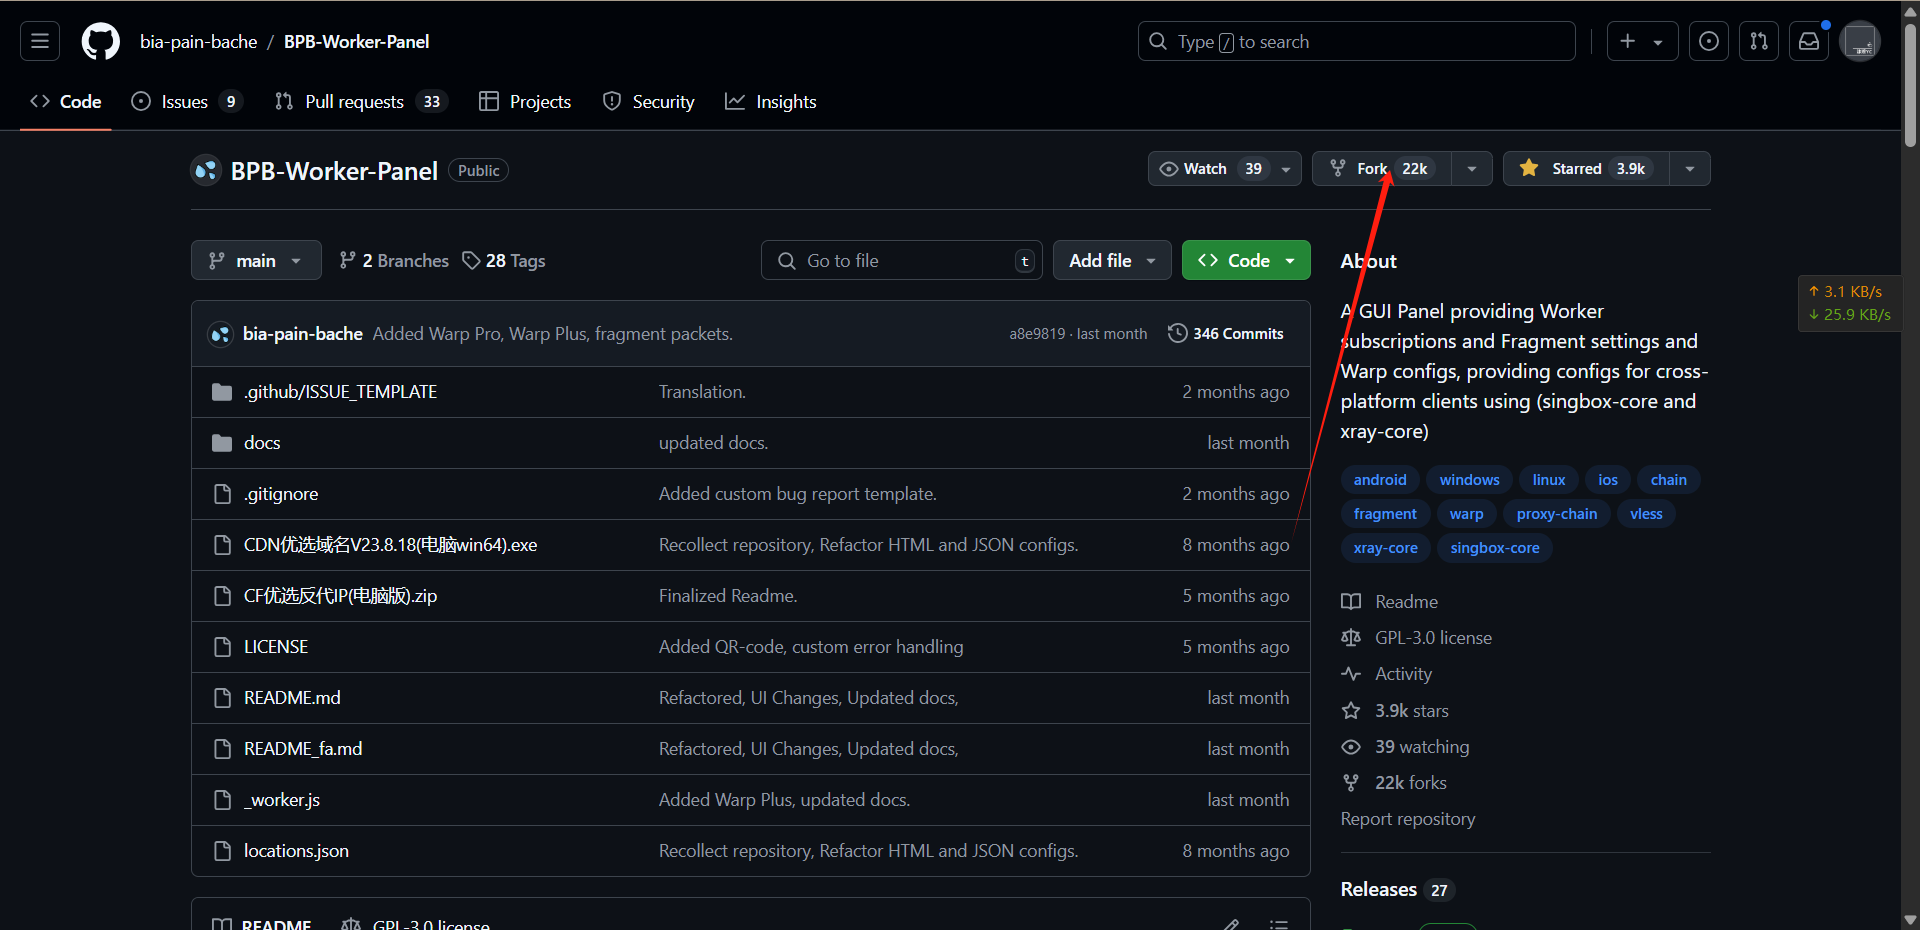 bia-pain-bache / BPB-Worker-Panel
Type / to search
Code
Issues 9
Pull requests 33
Projects
Security
Insights
BPB-Worker-Panel Public
Watch 39
Fork 22k
Starred 3.9k
main
2 Branches
28 Tags
Go to file t
Add file
Code
About
A GUI Panel providing Worker
subscriptions and Fragment settings and
Warp configs, providing configs for cross-
platform clients using (singbox-core and
xray-core)
↑ 3.1 KB/s
↓ 25.9 KB/s
bia-pain-bache Added Warp Pro, Warp Plus, fragment packets. a8e9819 · last month 346 Commits
.github/ISSUE_TEMPLATE Translation. 2 months ago
docs updated docs. last month
.gitignore Added custom bug report template. 2 months ago
CDN优选域名V23.8.18(电脑win64).exe Recollect repository, Refactor HTML and JSON configs. 8 months ago
CF优选反代IP(电脑版).zip Finalized Readme. 5 months ago
LICENSE Added QR-code, custom error handling 5 months ago
README.md Refactored, UI Changes, Updated docs, last month
README_fa.md Refactored, UI Changes, Updated docs, last month
_worker.js Added Warp Plus, updated docs. last month
locations.json Recollect repository, Refactor HTML and JSON configs. 8 months ago
android windows linux ios chain
fragment warp proxy-chain vless
xray-core singbox-core
Readme
GPL-3.0 license
Activity
3.9k stars
39 watching
22k forks
Report repository
Releases 27
README GPL-3.0 license